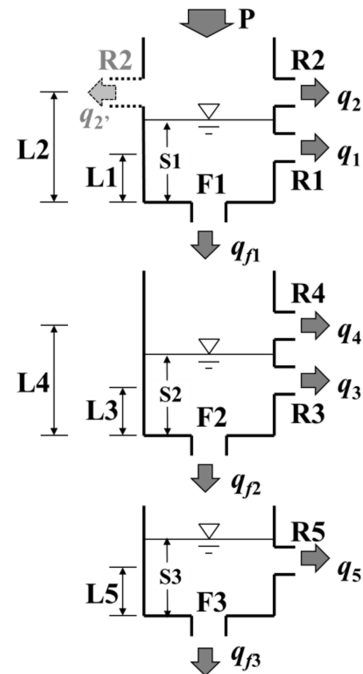 P
R2 R2
q2' q2
L2 S1
L1 q1
F1 R1
qf1
R4
q4
L4 S2
L3 q3
F2 R3
qf2
R5
S3 q5
L5
F3
qf3